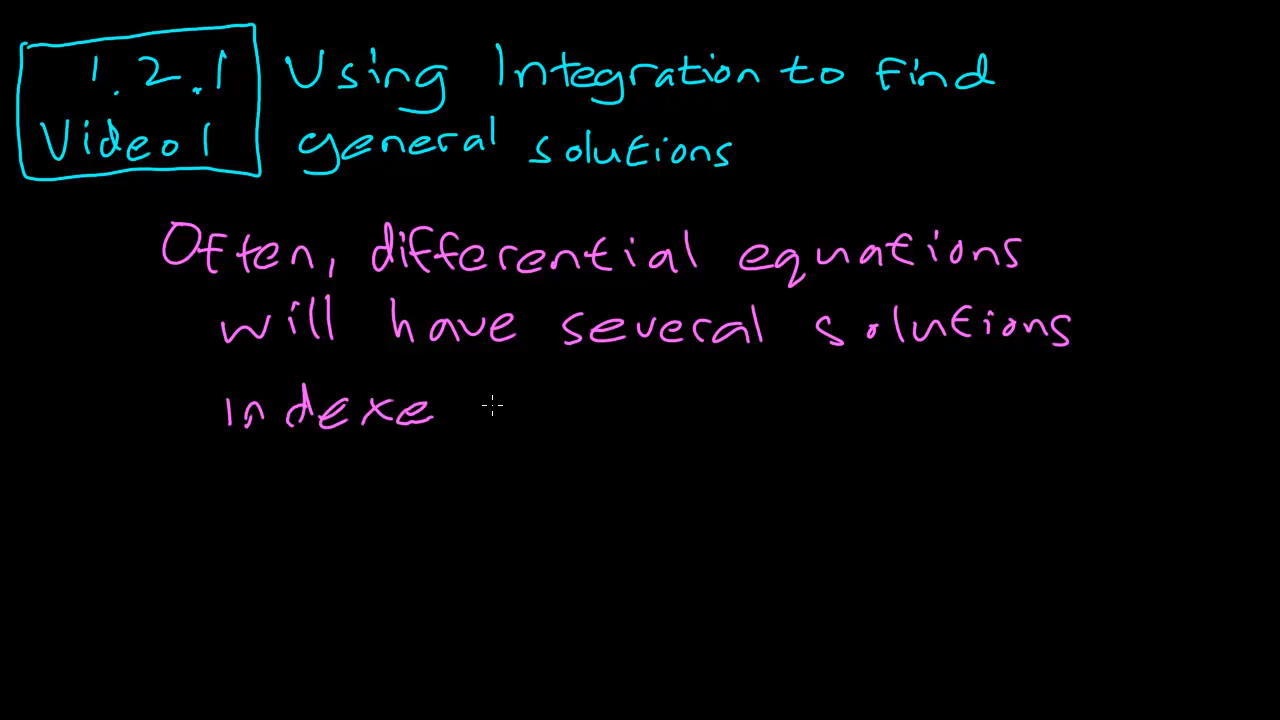 1.2.1 Using Integration to find
Video 1 general solutions
Often, differential equations
will have several solutions
indexe